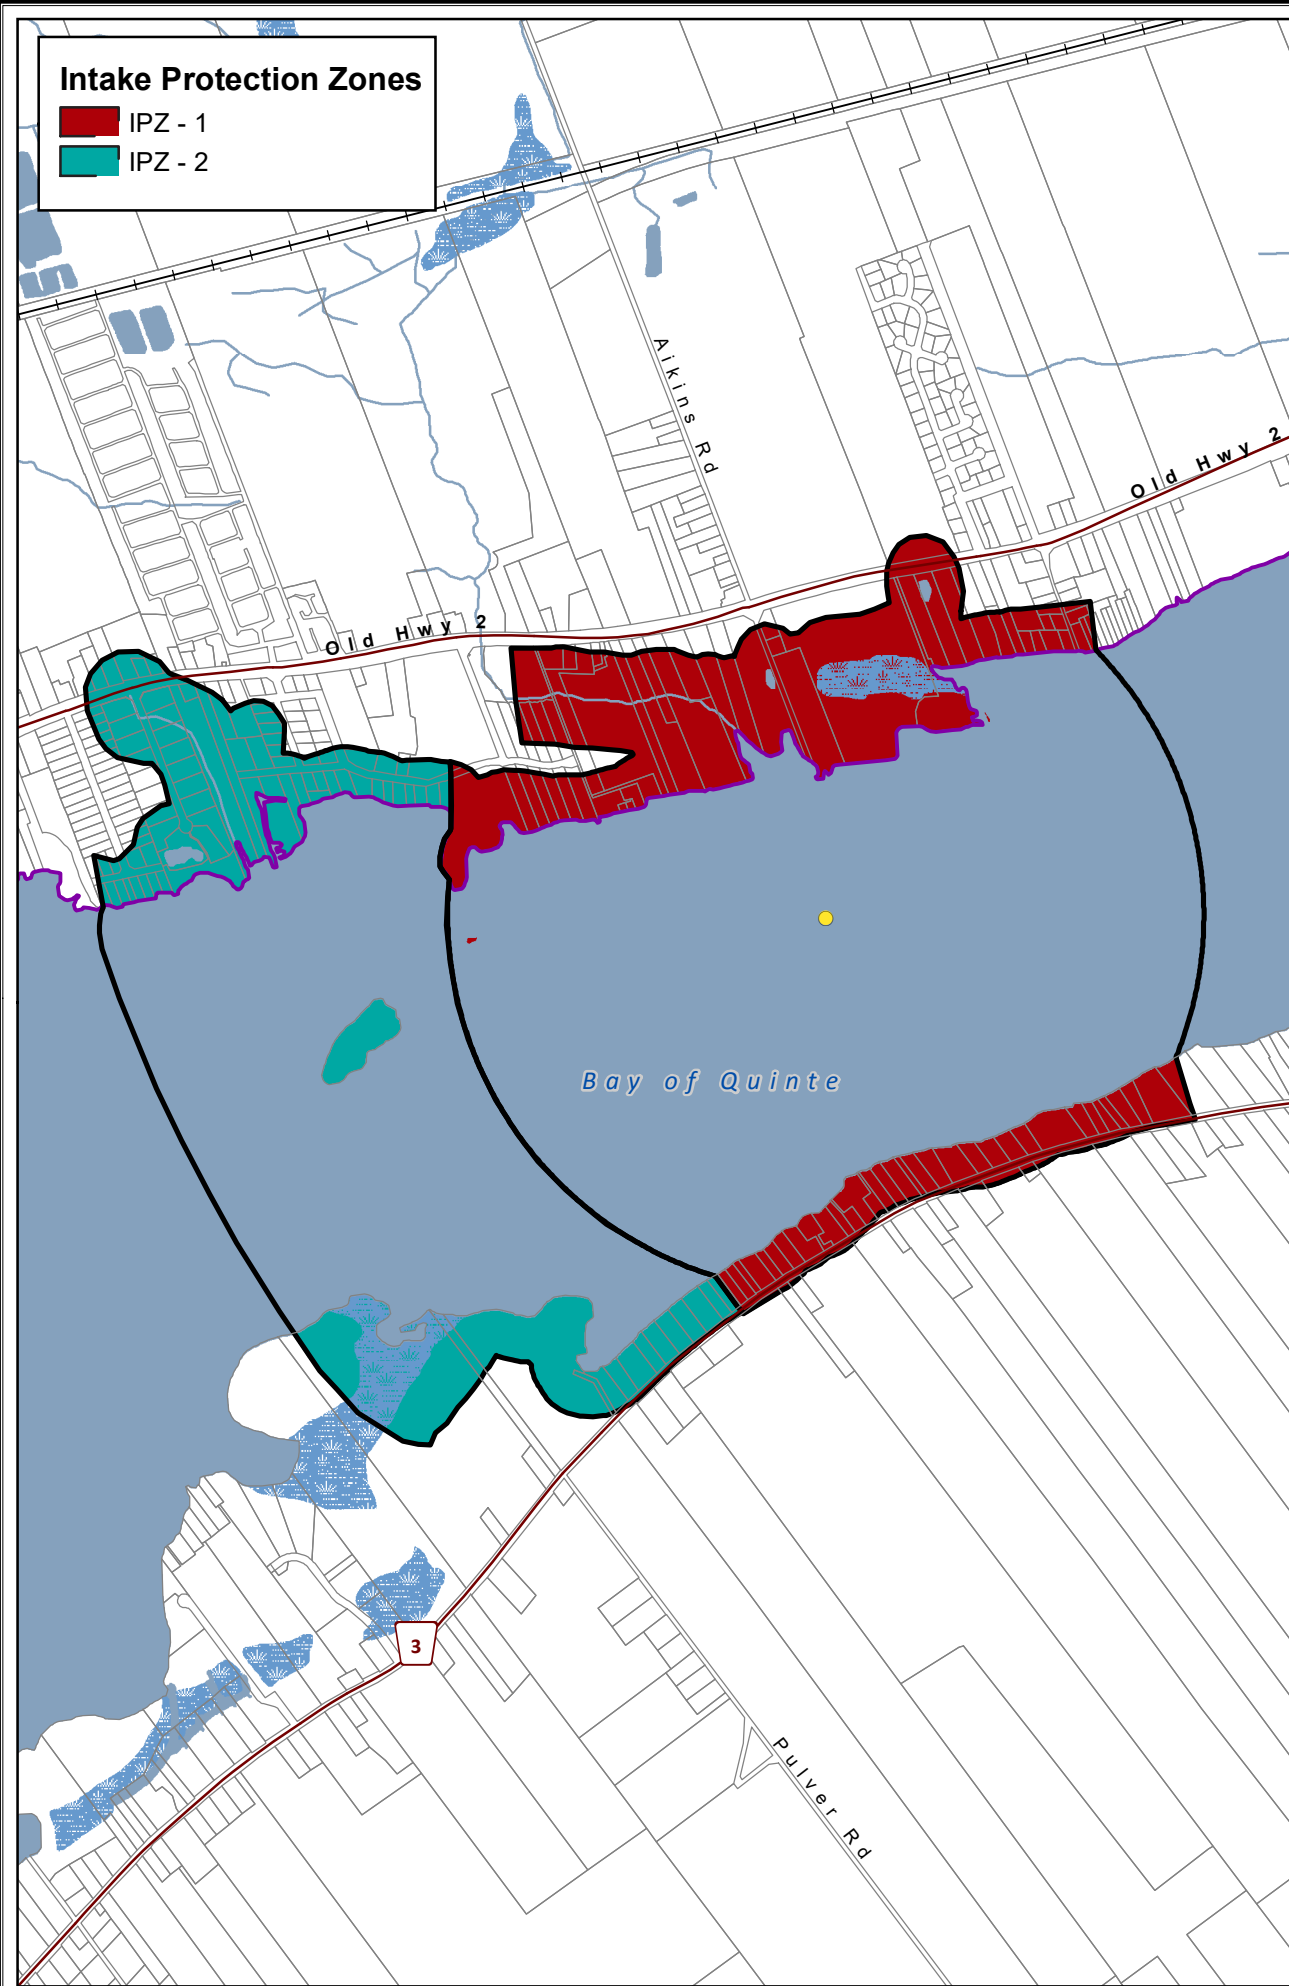 Intake Protection Zones
IPZ - 1
IPZ - 2
Aikins Rd
Old Hwy 2
Old Hwy 2
Bay of Quinte
3
Pulver Rd